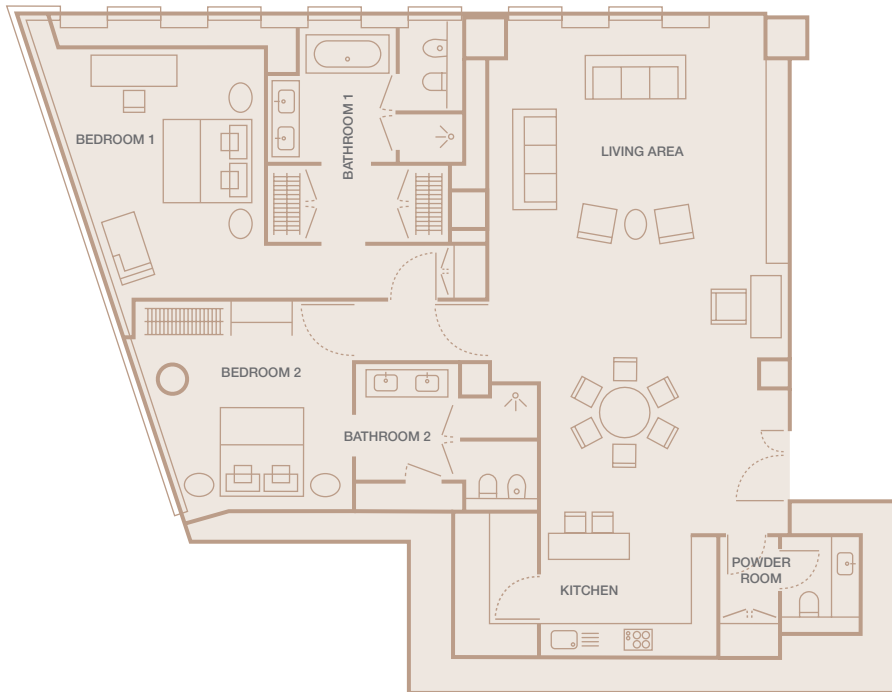 BEDROOM 1
BATHROOM 1
LIVING AREA
BEDROOM 2
BATHROOM 2
POWDER
ROOM
KITCHEN